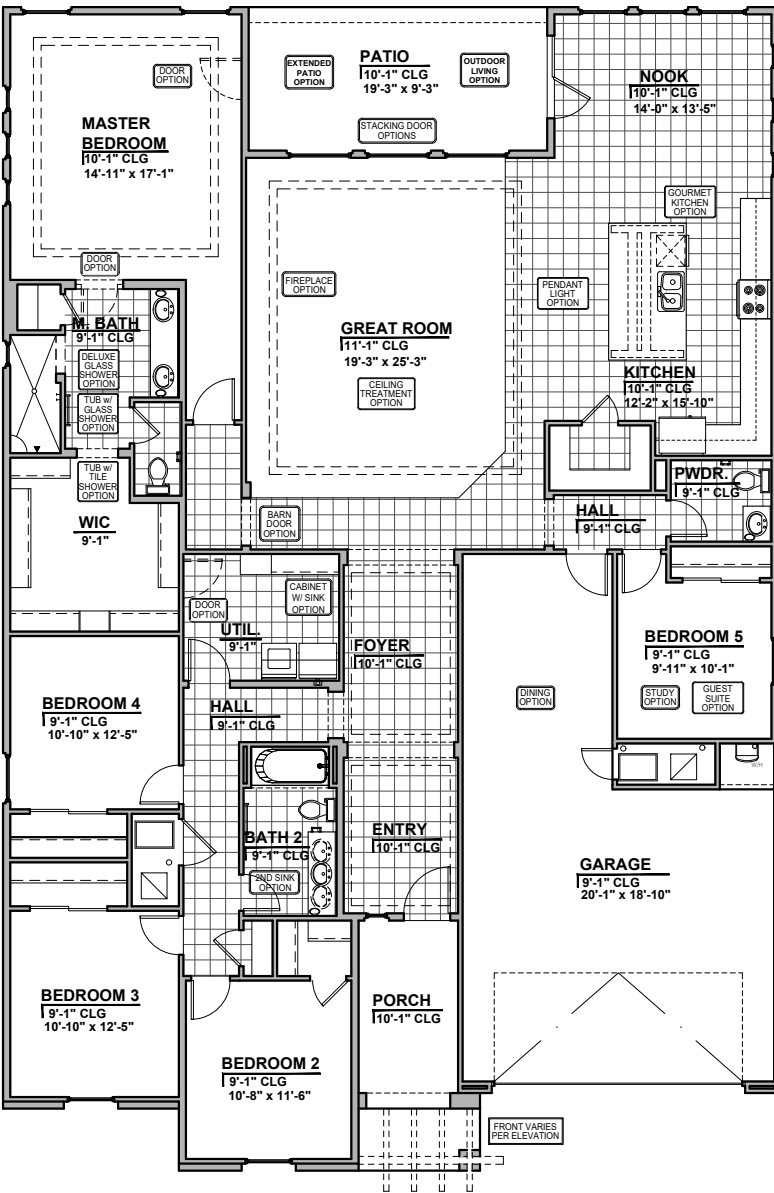 PATIO
10'-1" CLG
19'-3" x 9'-3"
EXTENDED
PATIO
OPTION
OUTDOOR
LIVING
OPTION
STACKING DOOR
OPTIONS
DOOR
OPTION
NOOK
10'-1" CLG
14'-0" x 13'-5"
MASTER
BEDROOM
10'-1" CLG
14'-11" x 17'-1"
DOOR
OPTION
GOURMET
KITCHEN
OPTION
FIREPLACE
OPTION
PENDANT
LIGHT
OPTION
M. BATH
9'-1" CLG
DELUXE
GLASS
SHOWER
OPTION
TUB w/
GLASS
SHOWER
OPTION
TUB w/
TILE
SHOWER
OPTION
GREAT ROOM
11'-1" CLG
19'-3" x 25'-3"
CEILING
TREATMENT
OPTION
KITCHEN
10'-1" CLG
12'-2" x 15'-10"
WIC
9'-1"
BARN
DOOR
OPTION
HALL
9'-1" CLG
PWDR.
9'-1" CLG
DOOR
OPTION
CABINET
W/ SINK
OPTION
UTIL.
9'-1"
FOYER
10'-1" CLG
BEDROOM 5
9'-1" CLG
9'-11" x 10'-1"
STUDY
OPTION
GUEST
SUITE
OPTION
DINING
OPTION
BEDROOM 4
9'-1" CLG
10'-10" x 12'-5"
HALL
9'-1" CLG
W/H
BATH 2
9'-1" CLG
2ND SINK
OPTION
ENTRY
10'-1" CLG
GARAGE
9'-1" CLG
20'-1" x 18'-10"
BEDROOM 3
9'-1" CLG
10'-10" x 12'-5"
PORCH
10'-1" CLG
BEDROOM 2
9'-1" CLG
10'-8" x 11'-6"
FRONT VARIES
PER ELEVATION